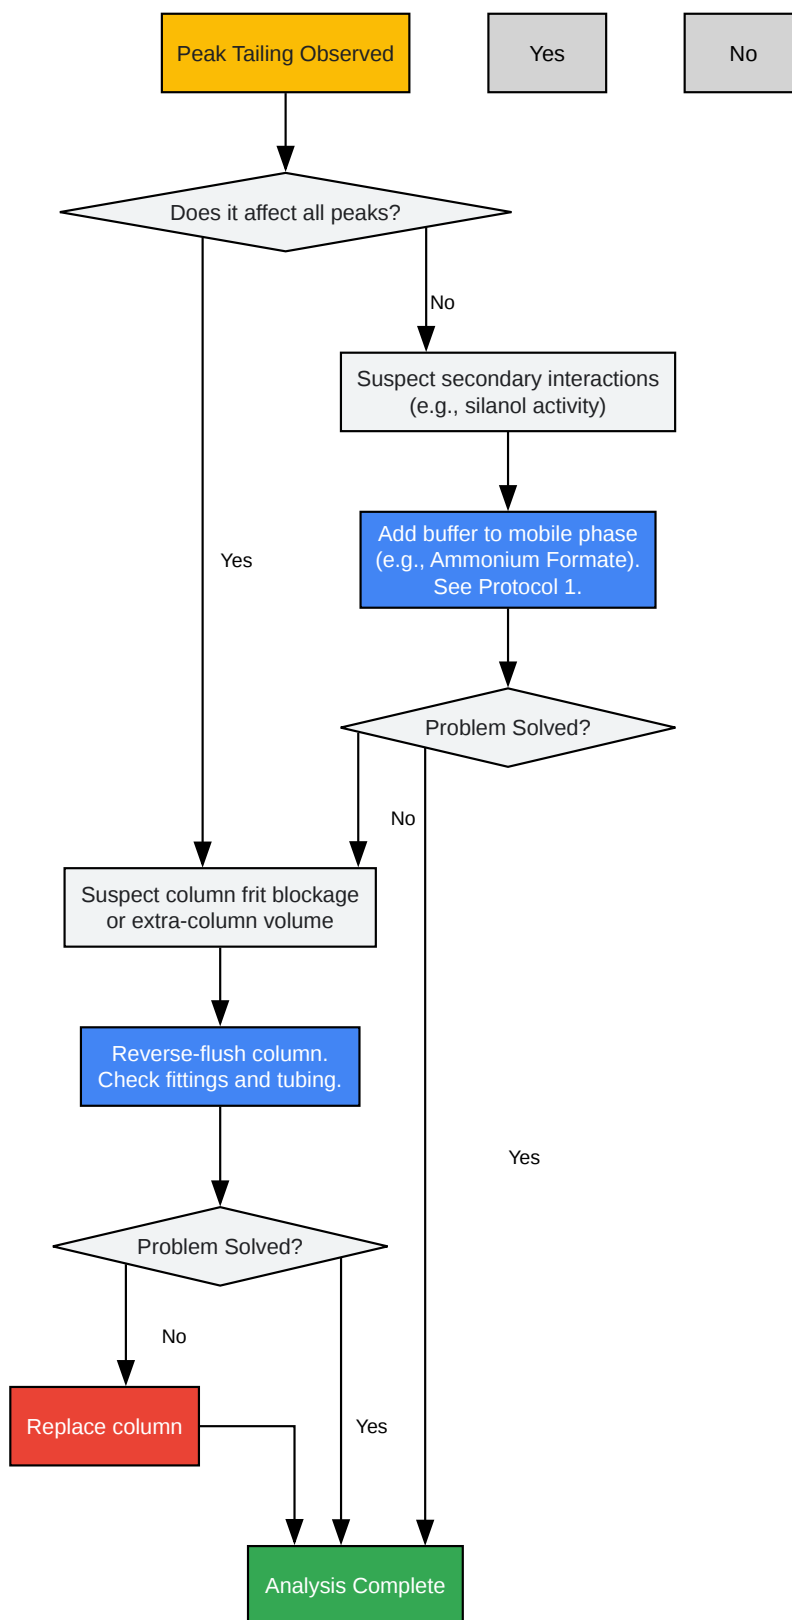 Peak Tailing Observed
Yes
No
Does it affect all peaks?
No
Suspect secondary interactions
(e.g., silanol activity)
Yes
Add buffer to mobile phase
(e.g., Ammonium Formate).
See Protocol 1.
Problem Solved?
No
Suspect column frit blockage
or extra-column volume
Reverse-flush column.
Check fittings and tubing.
Yes
Problem Solved?
No
Replace column
Yes
Analysis Complete